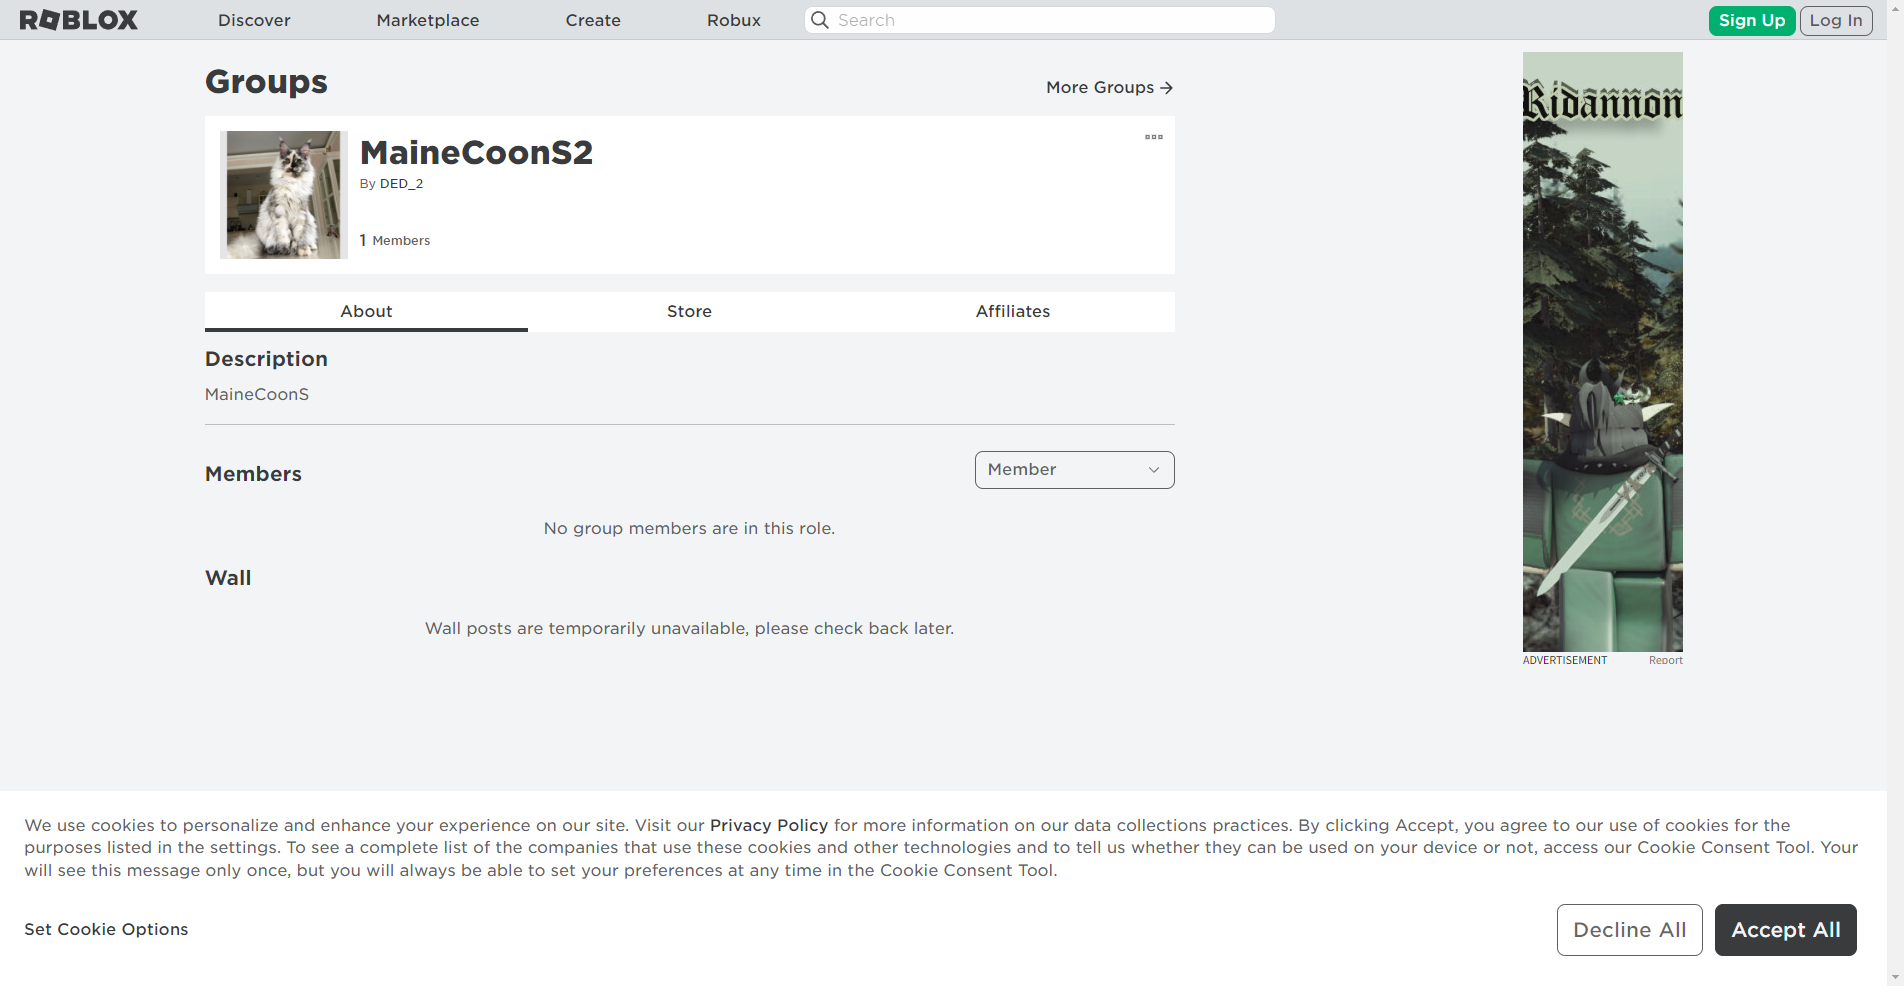 ROBLOX
Discover
Marketplace
Create
Robux
Search
Sign Up
Log In
Groups
More Groups
MaineCoonS2
By DED_2
1 Members
About
Store
Affiliates
Description
MaineCoonS
Members
Member
No group members are in this role.
Wall
Wall posts are temporarily unavailable, please check back later.
Ridannon
ADVERTISEMENT
Report
We use cookies to personalize and enhance your experience on our site. Visit our Privacy Policy for more information on our data collections practices. By clicking Accept, you agree to our use of cookies for the
purposes listed in the settings. To see a complete list of the companies that use these cookies and other technologies and to tell us whether they can be used on your device or not, access our Cookie Consent Tool. Your
will see this message only once, but you will always be able to set your preferences at any time in the Cookie Consent Tool.
Set Cookie Options
Decline All
Accept All